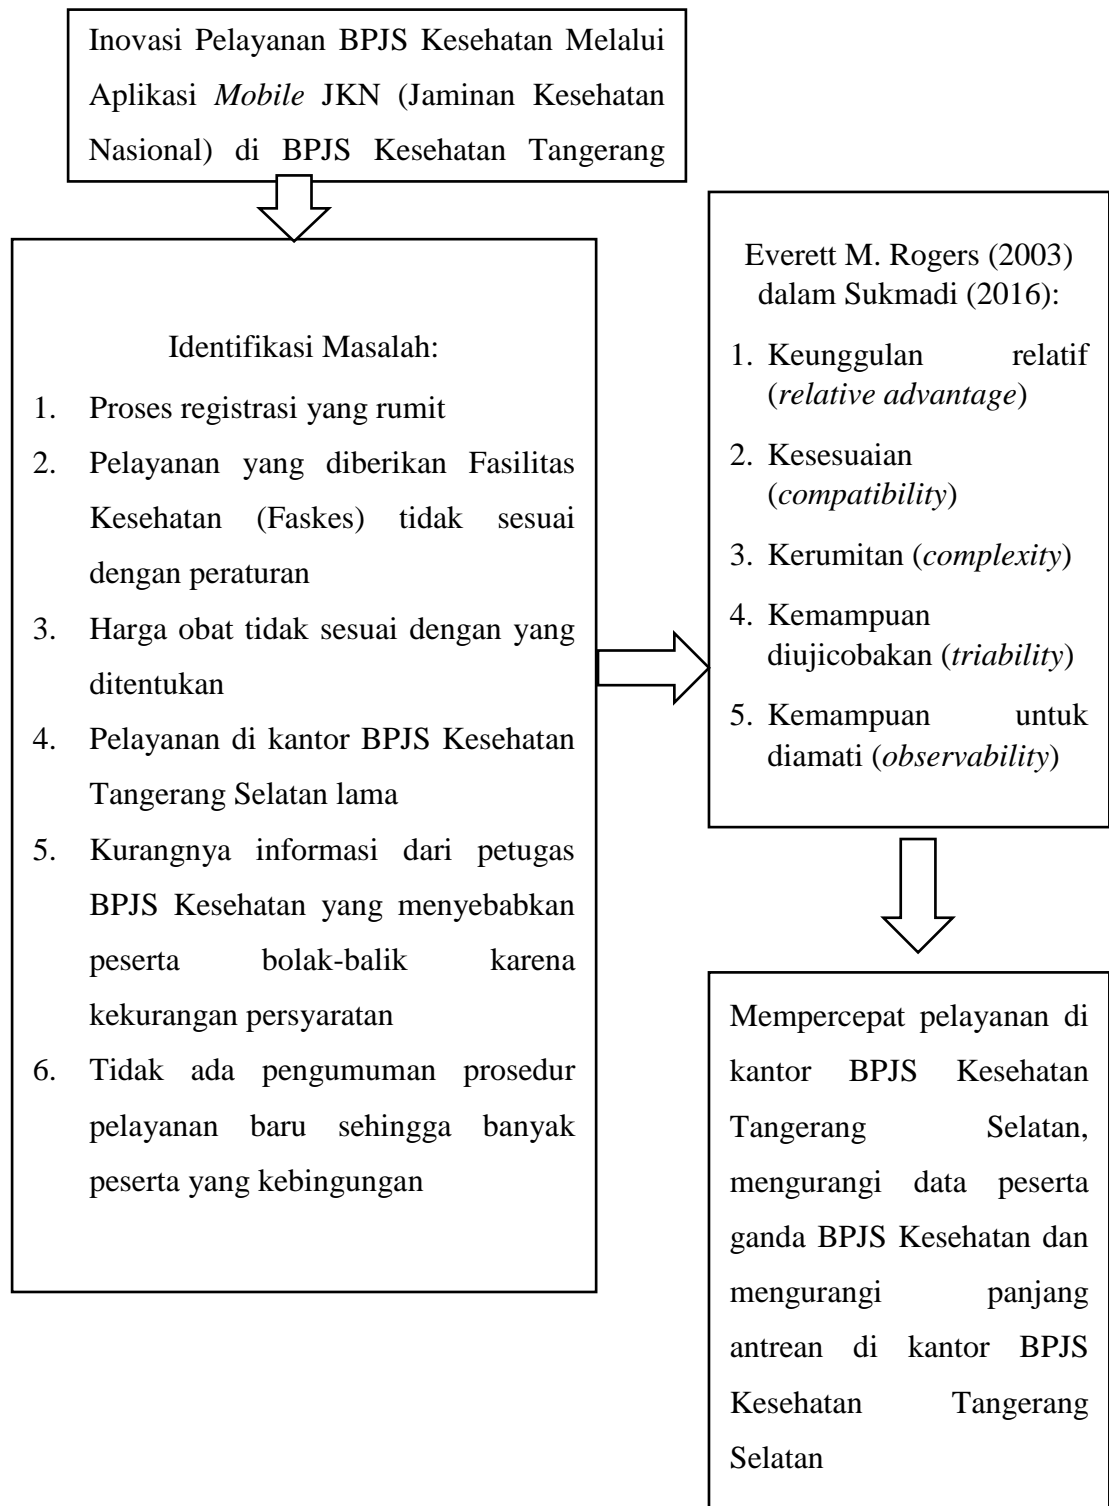 Inovasi Pelayanan BPJS Kesehatan Melalui
Aplikasi Mobile JKN (Jaminan Kesehatan
Nasional) di BPJS Kesehatan Tangerang
Identifikasi Masalah:
1. Proses registrasi yang rumit
2. Pelayanan yang diberikan Fasilitas
Kesehatan (Faskes) tidak sesuai
dengan peraturan
3. Harga obat tidak sesuai dengan yang
ditentukan
4. Pelayanan di kantor BPJS Kesehatan
Tangerang Selatan lama
5. Kurangnya informasi dari petugas
BPJS Kesehatan yang menyebabkan
peserta bolak-balik karena
kekurangan persyaratan
6. Tidak ada pengumuman prosedur
pelayanan baru sehingga banyak
peserta yang kebingungan
Everett M. Rogers (2003)
dalam Sukmadi (2016):
1. Keunggulan relatif
(relative advantage)
2. Kesesuaian
(compatibility)
3. Kerumitan (complexity)
4. Kemampuan
diujicobakan (triability)
5. Kemampuan untuk
diamati (observability)
Mempercepat pelayanan di
kantor BPJS Kesehatan
Tangerang Selatan,
mengurangi data peserta
ganda BPJS Kesehatan dan
mengurangi panjang
antrean di kantor BPJS
Kesehatan Tangerang
Selatan